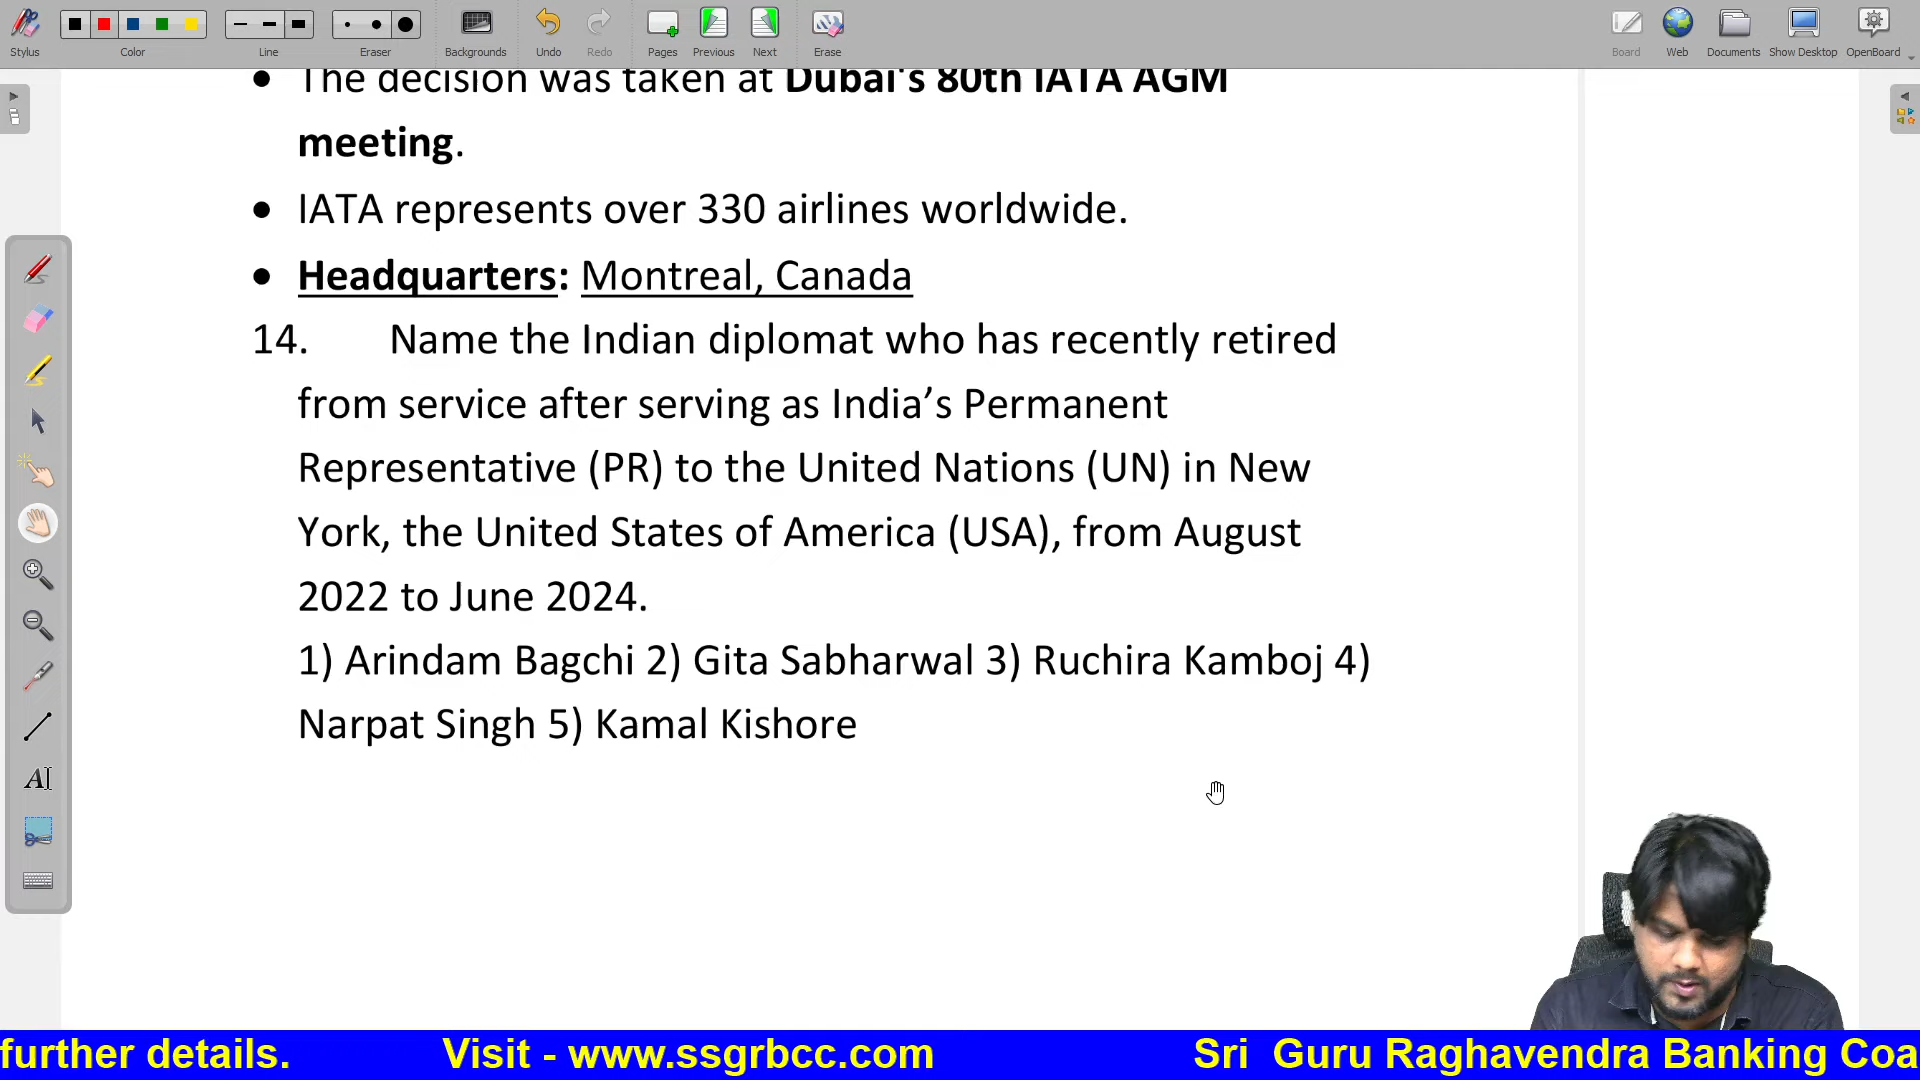 Stylus
Color
Line
Eraser
Backgrounds
Undo
Redo
Pages
Previous
Next
Erase
Board
Web
Documents
Show Desktop
OpenBoard
• The decision was taken at Dubai's 80th IATA AGM
meeting.
• IATA represents over 330 airlines worldwide.
• Headquarters: Montreal, Canada
14. Name the Indian diplomat who has recently retired
from service after serving as India’s Permanent
Representative (PR) to the United Nations (UN) in New
York, the United States of America (USA), from August
2022 to June 2024.
1) Arindam Bagchi 2) Gita Sabharwal 3) Ruchira Kamboj 4)
Narpat Singh 5) Kamal Kishore
further details. Visit - www.ssgrbcc.com Sri Guru Raghavendra Banking Coa